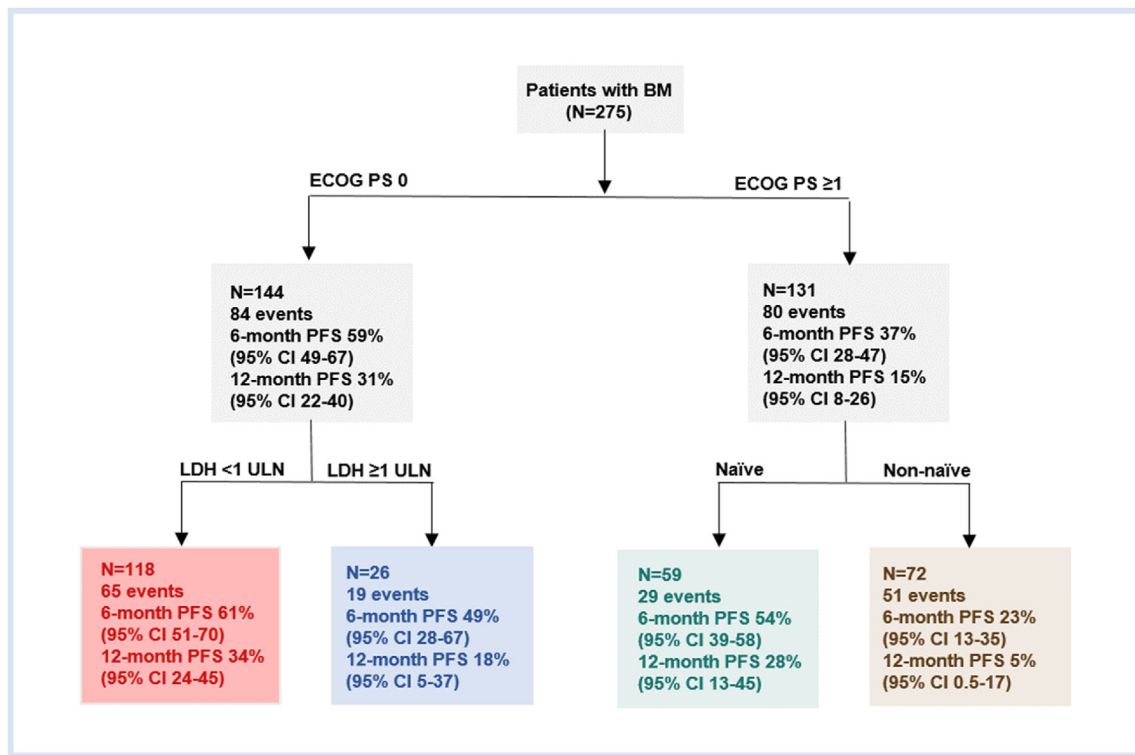 Patients with BM
(N=275)
ECOG PS 0
ECOG PS ≥1
N=144
84 events
6-month PFS 59%
(95% CI 49-67)
12-month PFS 31%
(95% CI 22-40)
N=131
80 events
6-month PFS 37%
(95% CI 28-47)
12-month PFS 15%
(95% CI 8-26)
LDH <1 ULN
LDH ≥1 ULN
Naïve
Non-naïve
N=118
65 events
6-month PFS 61%
(95% CI 51-70)
12-month PFS 34%
(95% CI 24-45)
N=26
19 events
6-month PFS 49%
(95% CI 28-67)
12-month PFS 18%
(95% CI 5-37)
N=59
29 events
6-month PFS 54%
(95% CI 39-58)
12-month PFS 28%
(95% CI 13-45)
N=72
51 events
6-month PFS 23%
(95% CI 13-35)
12-month PFS 5%
(95% CI 0.5-17)